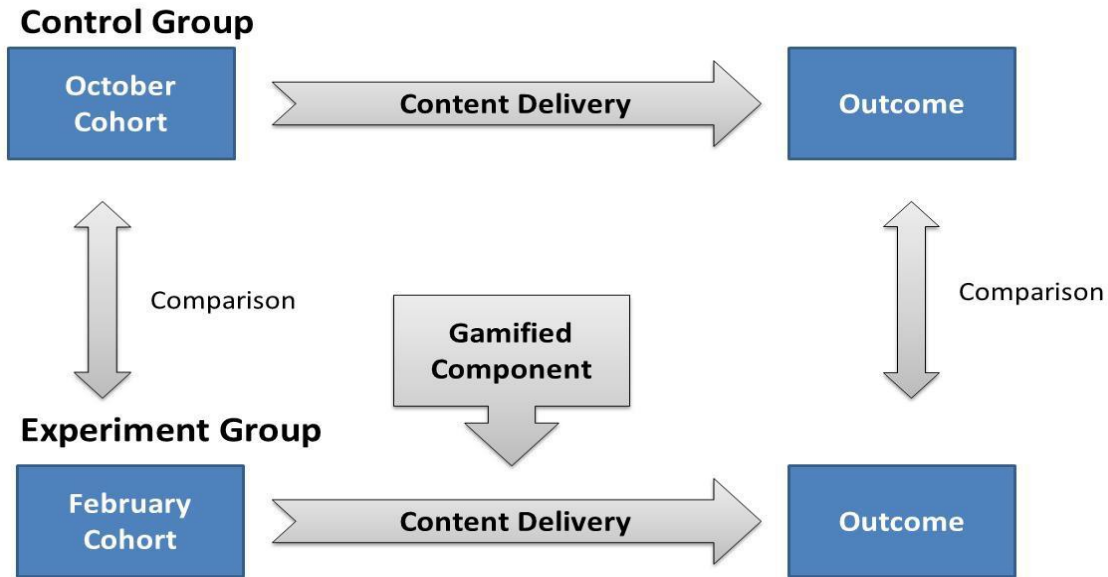 Control Group
October
Cohort
Content Delivery
Outcome
Comparison
Gamified
Component
Comparison
Experiment Group
February
Cohort
Content Delivery
Outcome